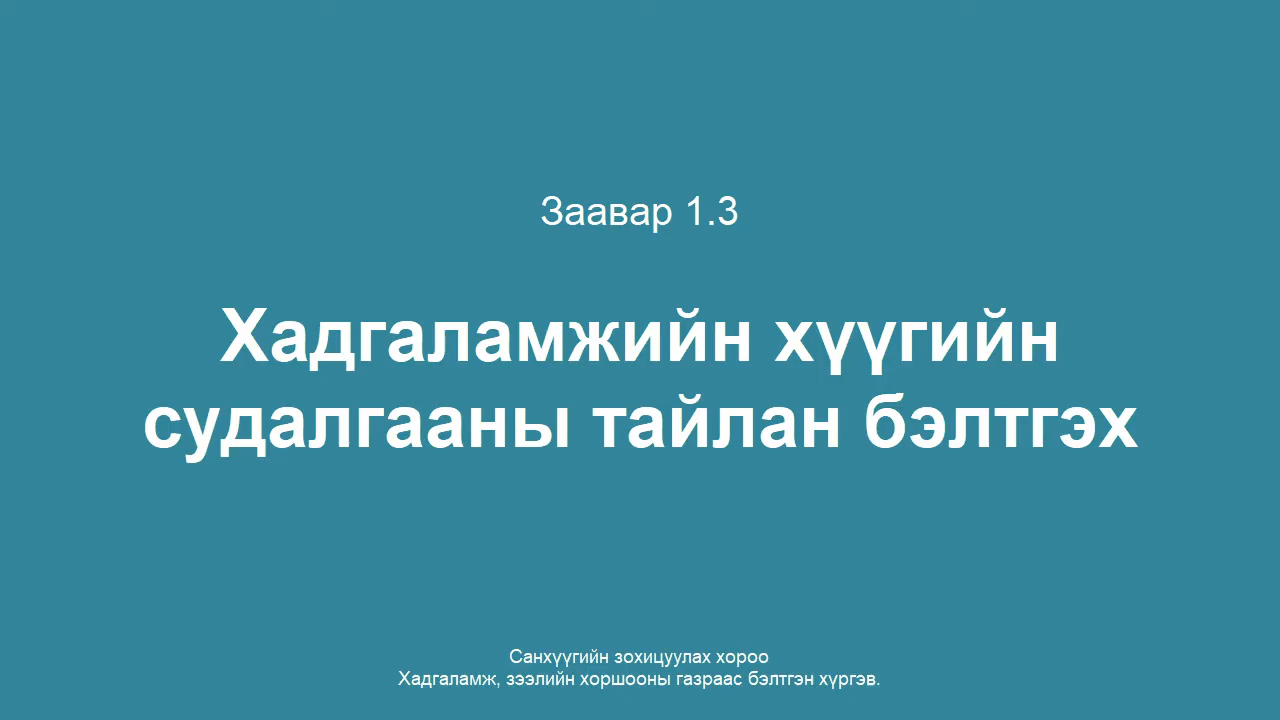 Заавар 1.3
Хадгаламжийн хүүгийн
судалгааны тайлан бэлтгэх
Санхүүгийн зохицуулах хороо
Хадгаламж, зээлийн хоршооны газраас бэлтгэн хүргэв.